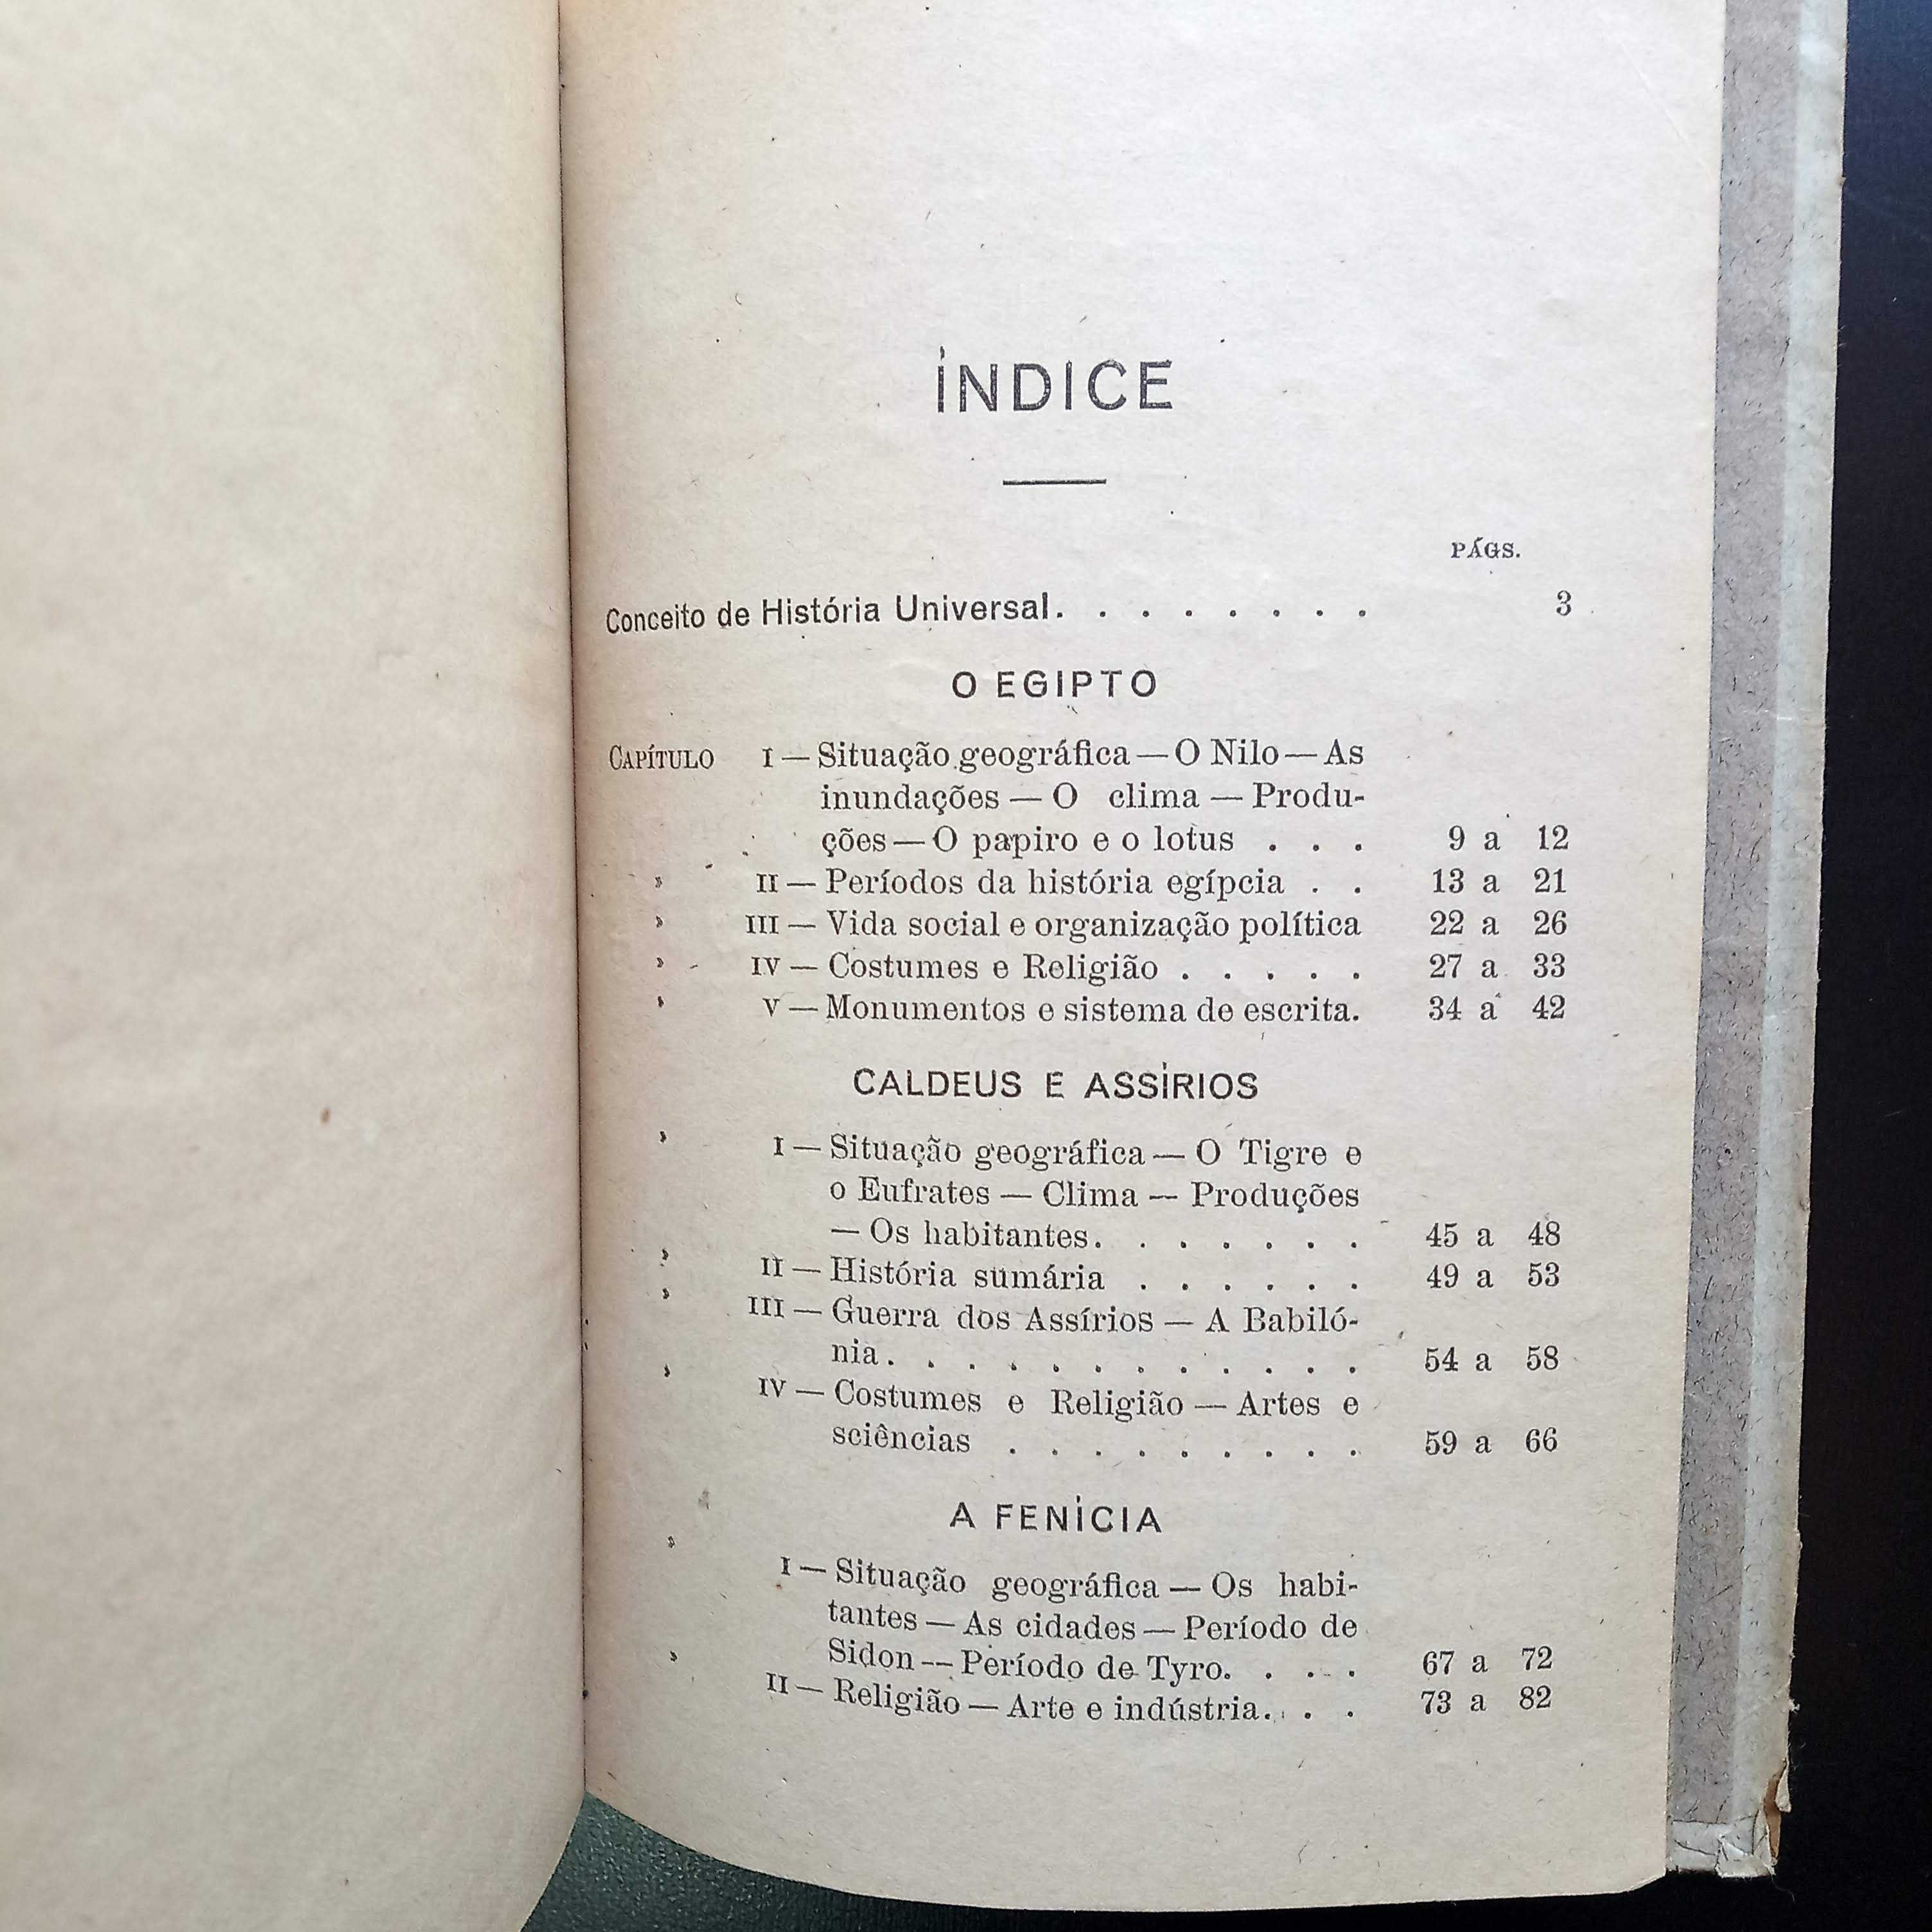 ÍNDICE
PÁGS.
Conceito de História Universal. . . . . . . . 3
O EGIPTO
CAPÍTULO I — Situação geográfica — O Nilo — As
inundações — O clima — Produ-
ções — O papiro e o lotus . . . 9 a 12
» II — Períodos da história egípcia . . 13 a 21
» III — Vida social e organização política 22 a 26
» IV — Costumes e Religião . . . . . 27 a 33
» V — Monumentos e sistema de escrita. 34 a 42
CALDEUS E ASSÍRIOS
» I — Situação geográfica — O Tigre e
o Eufrates — Clima — Produções
— Os habitantes. . . . . . . 45 a 48
» II — História sumária . . . . . . 49 a 53
» III — Guerra dos Assírios — A Babiló-
nia. . . . . . . . . . . . 54 a 58
» IV — Costumes e Religião — Artes e
sciências . . . . . . . . . 59 a 66
A FENÍCIA
» I — Situação geográfica — Os habi-
tantes — As cidades — Período de
Sidon — Período de Tyro. . . . 67 a 72
» II — Religião — Arte e indústria. . . 73 a 82